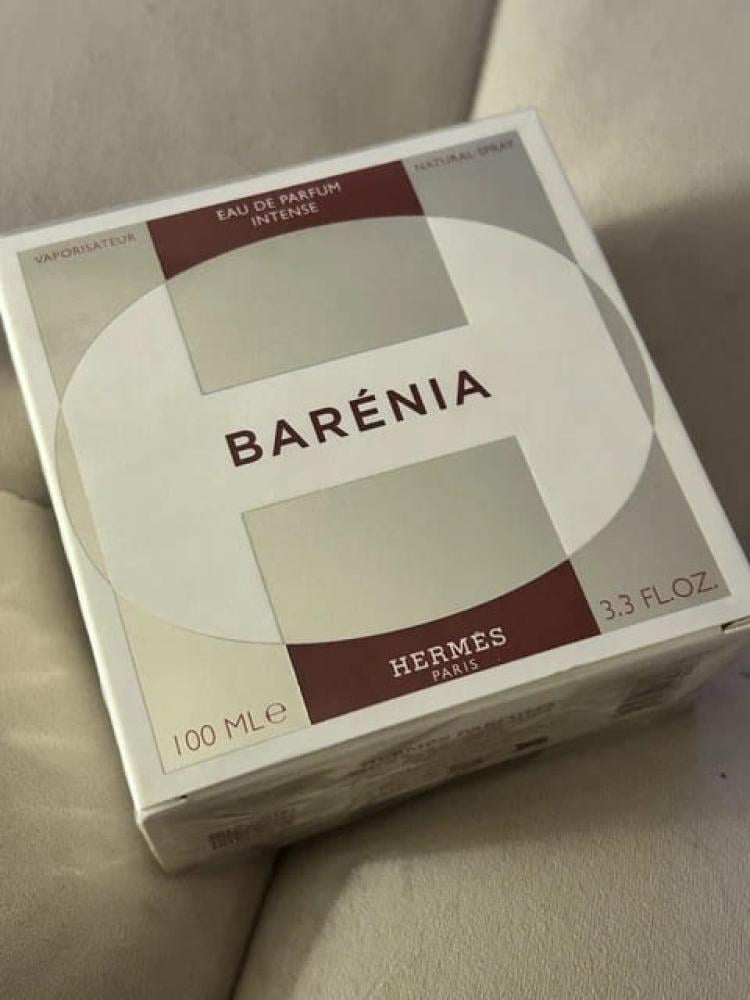 VAPORISATEUR
EAU DE PARFUM
INTENSE
NATURAL SPRAY
BARÉNIA
HERMÈS
PARIS
100 ML ℮
3.3 FL.OZ.